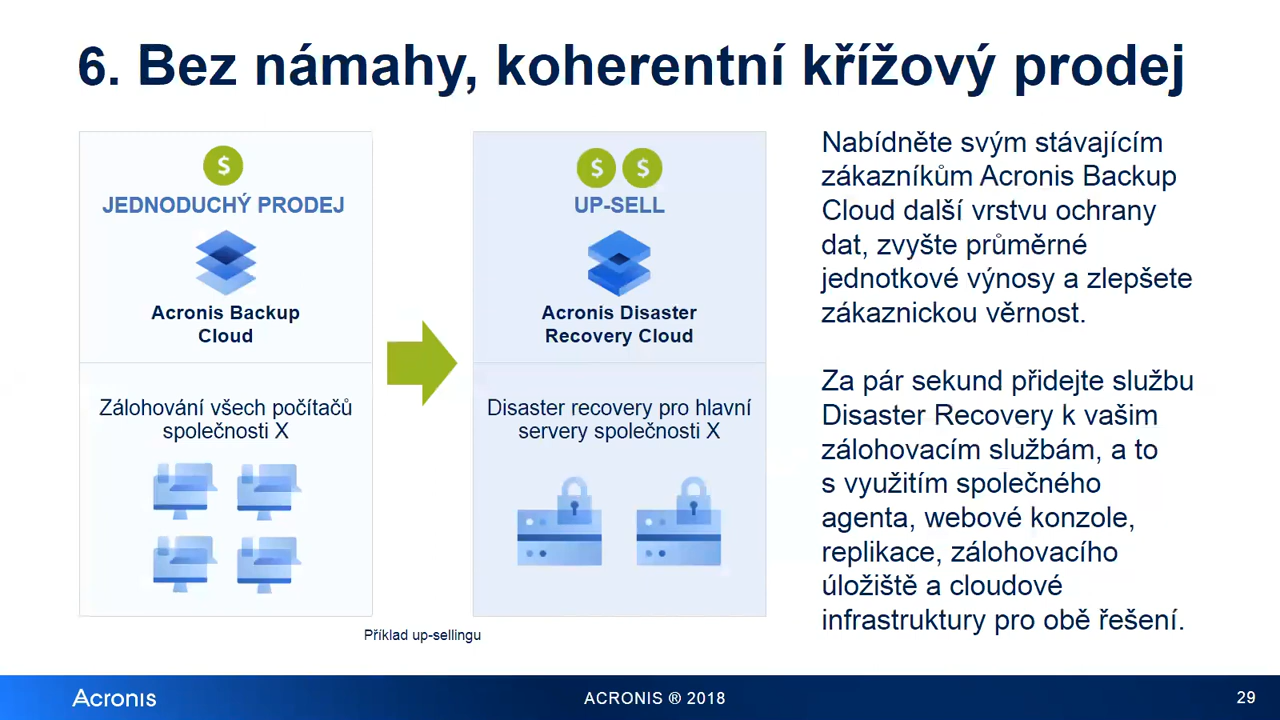 6. Bez námahy, koherentní křížový prodej
$
JEDNODUCHÝ PRODEJ
Acronis Backup
Cloud
Zálohování všech počítačů
společnosti X
$ $
UP-SELL
Acronis Disaster
Recovery Cloud
Disaster recovery pro hlavní
servery společnosti X
Příklad up-sellingu
Nabídněte svým stávajícím
zákazníkům Acronis Backup
Cloud další vrstvu ochrany
dat, zvyšte průměrné
jednotkové výnosy a zlepšete
zákaznickou věrnost.
Za pár sekund přidejte službu
Disaster Recovery k vašim
zálohovacím službám, a to
s využitím společného
agenta, webové konzole,
replikace, zálohovacího
úložiště a cloudové
infrastruktury pro obě řešení.
Acronis
ACRONIS ® 2018
29